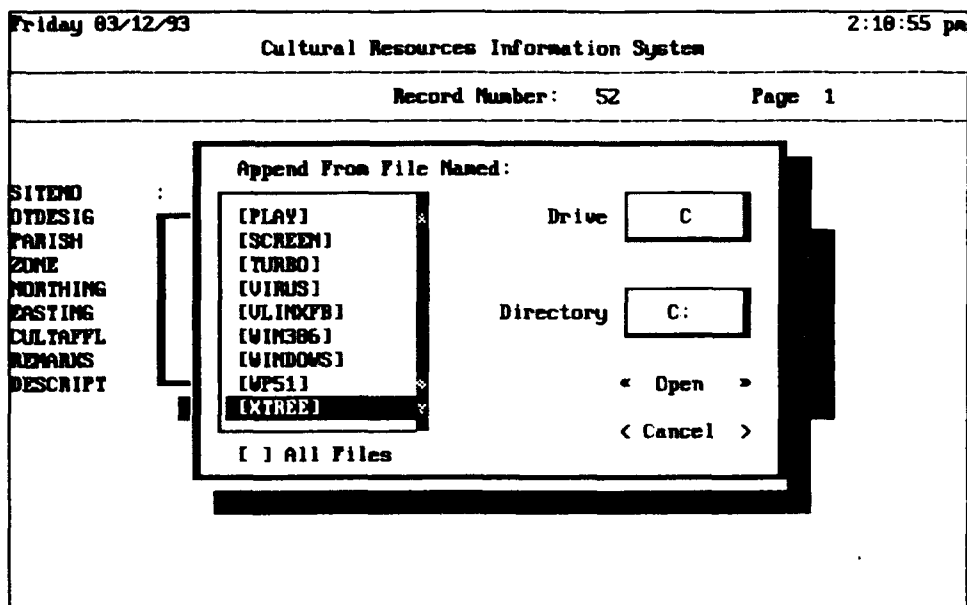 Friday 03/12/93 2:10:55 pm
Cultural Resources Information System
Record Number: 52 Page 1
Append From File Named:
SITENO :
OTDESIG [PLAY] Drive C
PARISH [SCREEN]
ZONE [TURBO]
NORTHING [VIRUS]
EASTING [VLINXFB] Directory C:
CULTAFFL [WIN386]
REMARKS [WINDOWS]
DESCRIPT [WP51] « Open »
[XTREE] < Cancel >
[ ] All Files